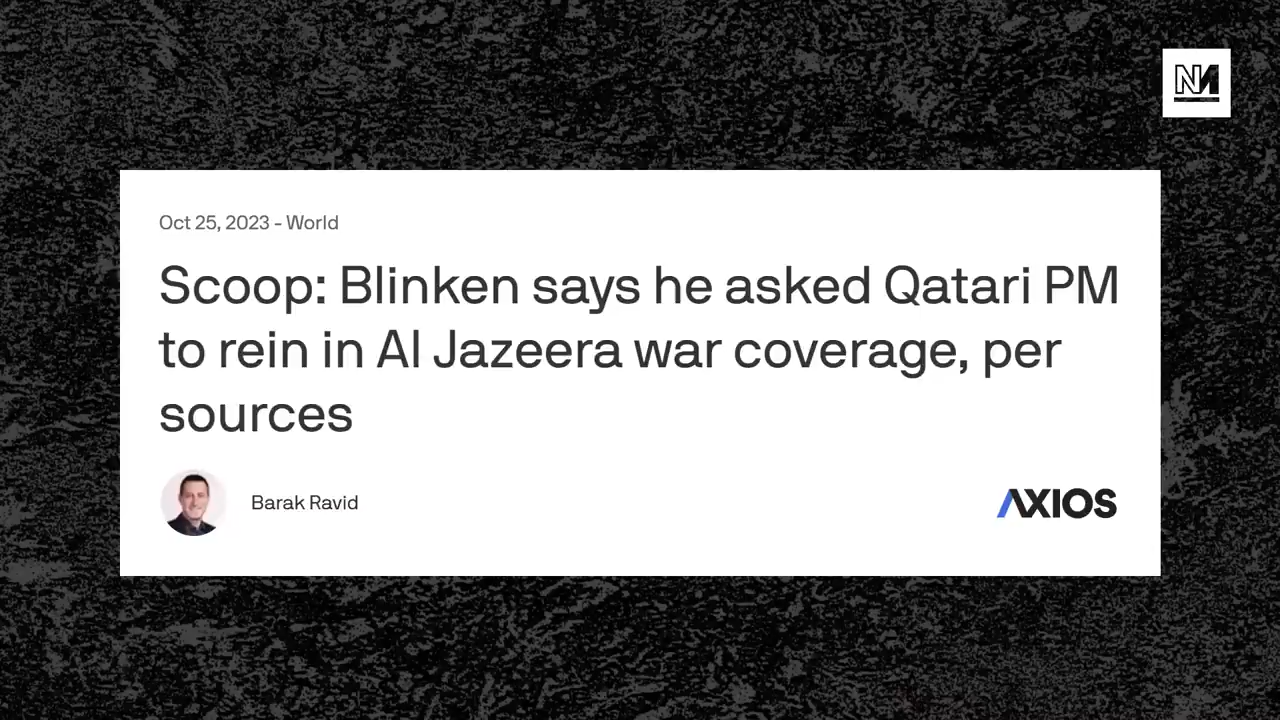 NM
Oct 25, 2023 - World
Scoop: Blinken says he asked Qatari PM
to rein in Al Jazeera war coverage, per
sources
Barak Ravid
AXIOS